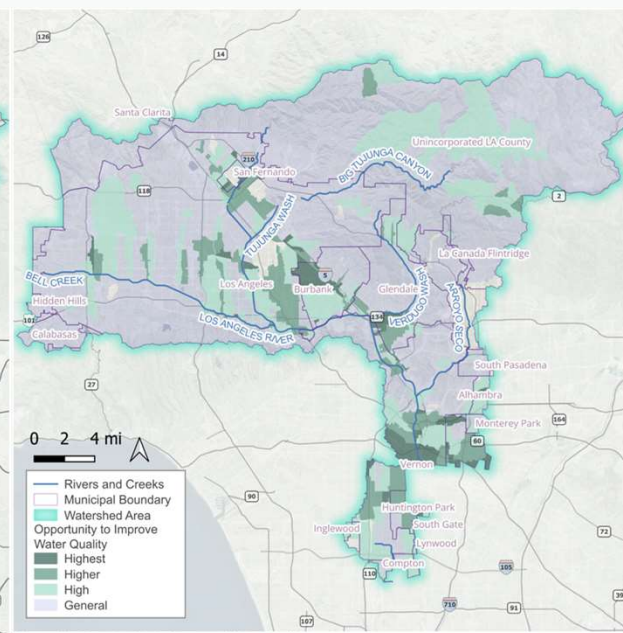 126
14
Santa Clarita
Unincorporated LA County
210
San Fernando
BIG TUJUNGA CANYON
118
2
TUJUNGA WASH
La Canada Flintridge
5
BELL CREEK
Los Angeles
Burbank
Glendale
VERDUGO WASH
ARROYO SECO
Hidden Hills
101
LOS ANGELES RIVER
134
Calabasas
South Pasadena
27
Alhambra
Monterey Park
164
60
0 2 4 mi
Vernon
Rivers and Creeks
Municipal Boundary
Watershed Area
Opportunity to Improve
Water Quality
Highest
Higher
High
General
90
Huntington Park
Inglewood
South Gate
72
Lynwood
Compton
105
110
710
91
39
107